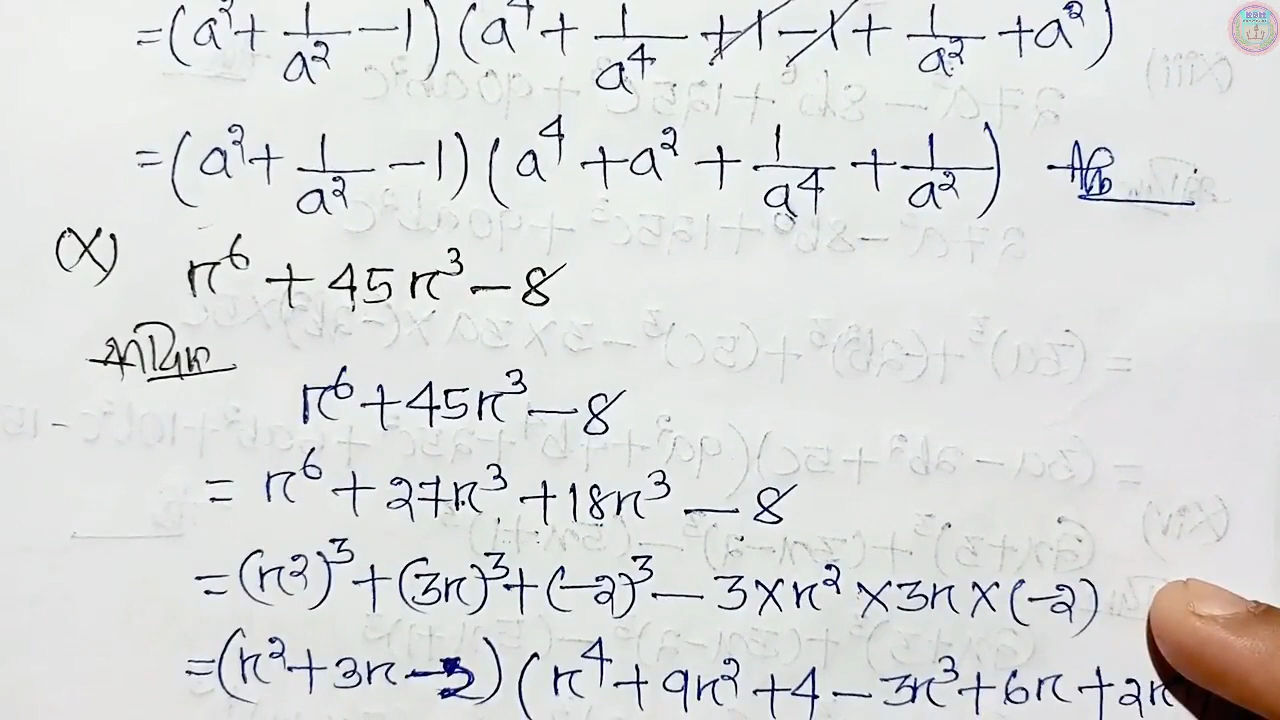 =(a²+1/a²-1)(a⁴+1/a⁴+1-1+1/a²+a²)
=(a²+1/a²-1)(a⁴+a²+1/a⁴+1/a²)
(X) x⁶+45x³-8
x⁶+45x³-8
=x⁶+27x³+18x³-8
=(x2)³+(3x)³+(-2)³-3×x²×3x×(-2)
=(x²+3x-2)(x⁴+9x²+4-3x³+6x+2x